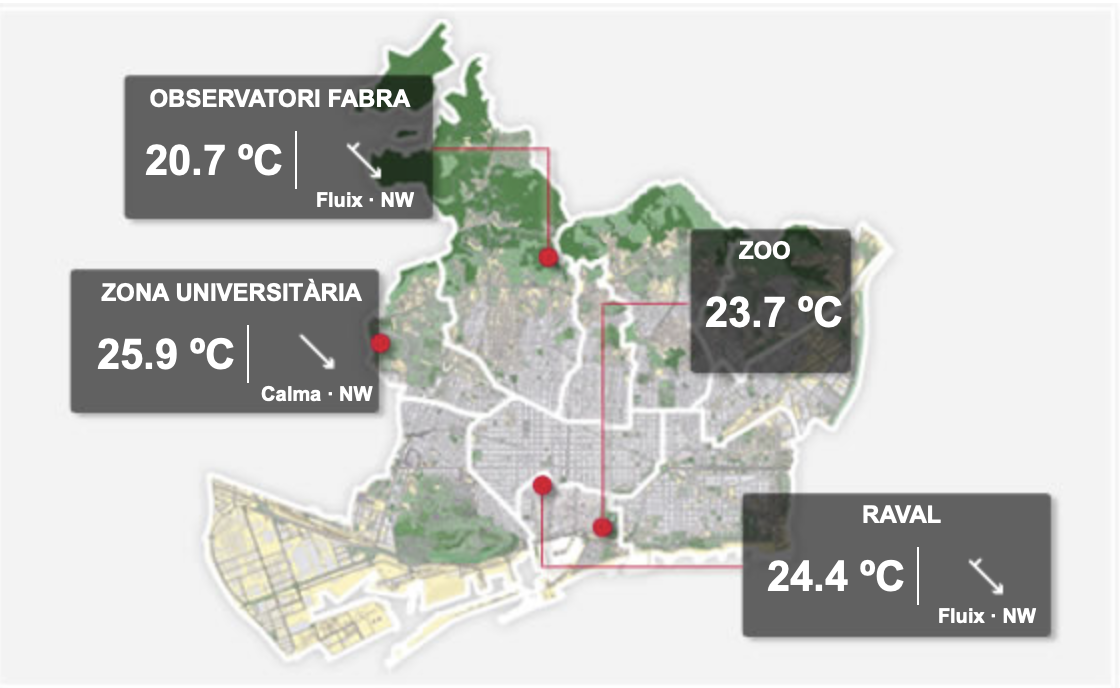 OBSERVATORI FABRA
20.7 ºC
Fluix · NW
ZONA UNIVERSITÀRIA
25.9 ºC
Calma · NW
ZOO
23.7 ºC
RAVAL
24.4 ºC
Fluix · NW